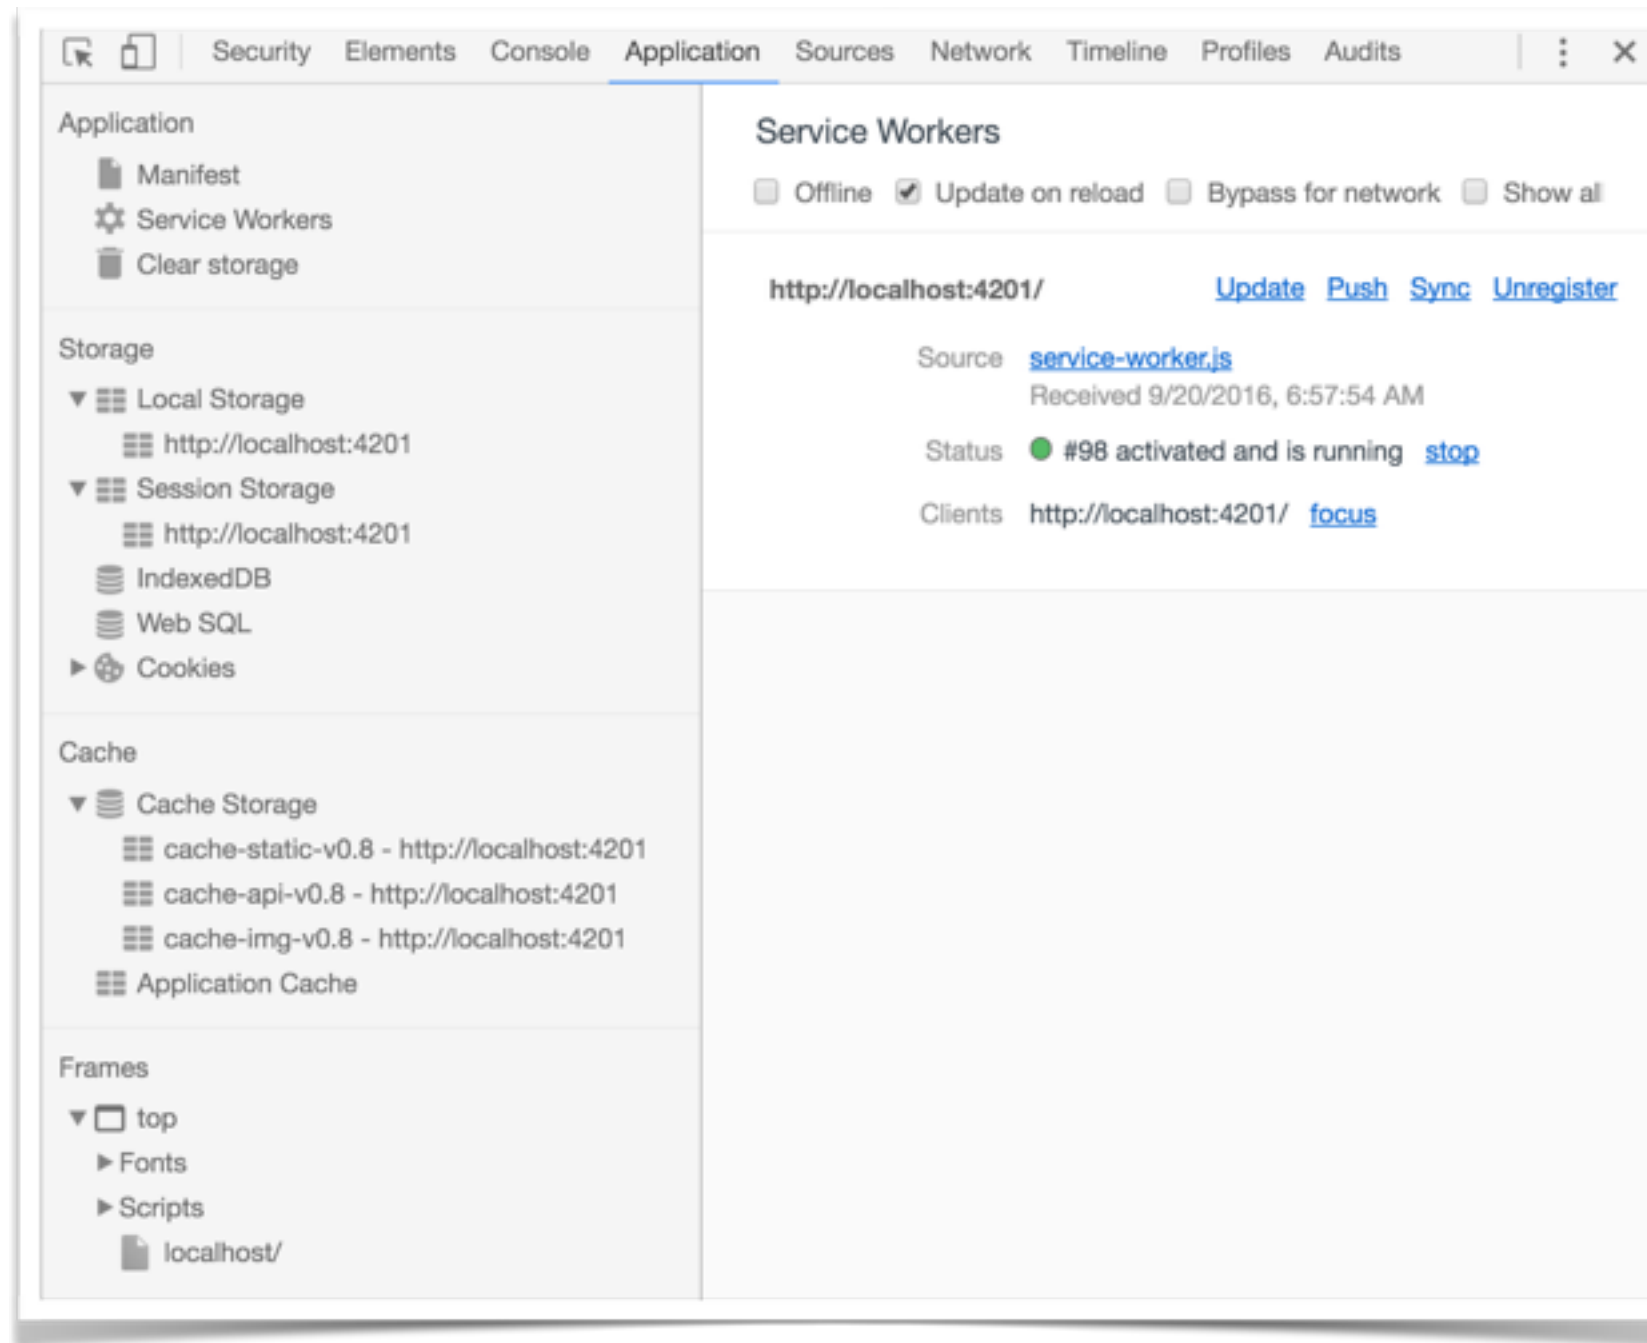 Security Elements Console Application Sources Network Timeline Profiles Audits
Application
Manifest
Service Workers
Clear storage
Storage
Local Storage
http://localhost:4201
Session Storage
http://localhost:4201
IndexedDB
Web SQL
Cookies
Cache
Cache Storage
cache-static-v0.8 - http://localhost:4201
cache-api-v0.8 - http://localhost:4201
cache-img-v0.8 - http://localhost:4201
Application Cache
Frames
top
Fonts
Scripts
localhost/
Service Workers
Offline Update on reload Bypass for network Show al
http://localhost:4201/ Update Push Sync Unregister
Source service-worker.js
Received 9/20/2016, 6:57:54 AM
Status #98 activated and is running stop
Clients http://localhost:4201/ focus